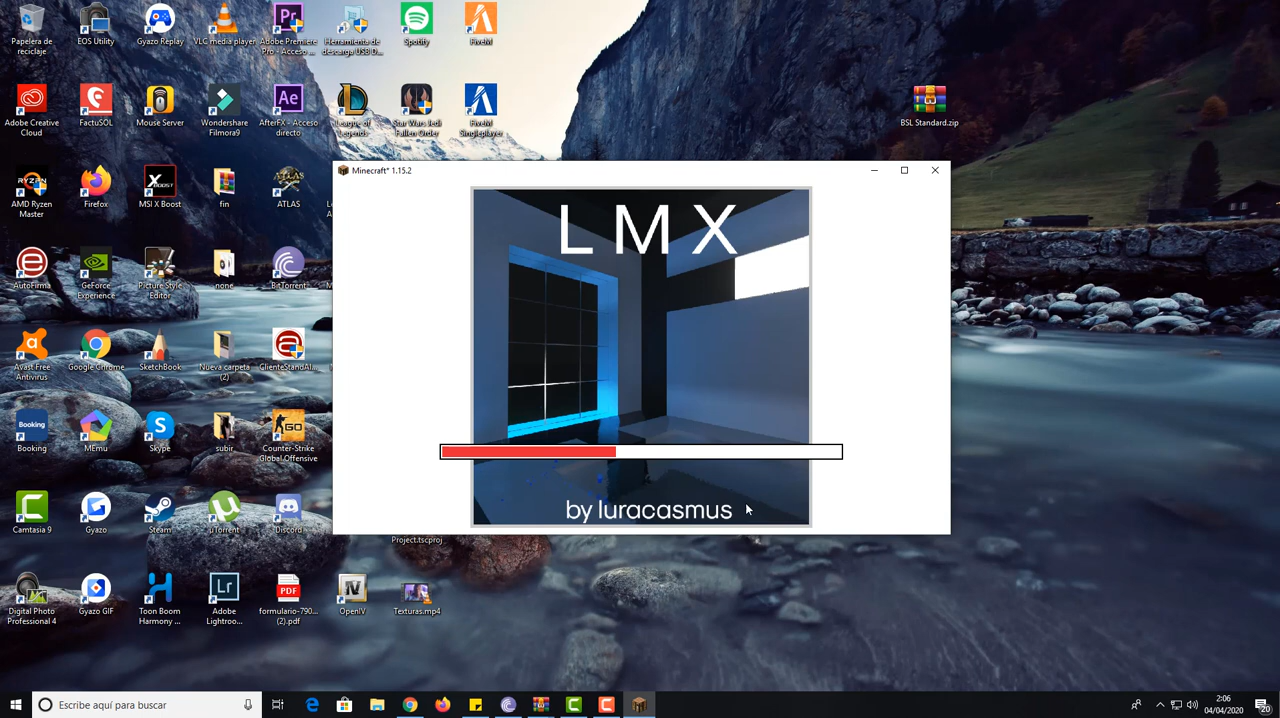 Papelera de
reciclaje
EOS Utility
Gyazo Replay
VLC media player
Adobe Premiere
Pro - Acceso ...
Herramienta de
descarga USB D...
Spotify
FiveM
Adobe Creative
Cloud
FactuSOL
Mouse Server
Wondershare
Filmora9
AfterFX - Acceso
directo
League of
Legends
Star Wars Jedi
Fallen Order
FiveM
Singleplayer
BSL Standard.zip
AMD Ryzen
Master
Firefox
MSI X Boost
fin
ATLAS
Minecraft* 1.15.2
L M X
by luracasmus
AutoFirma
GeForce
Experience
Picture Style
Editor
none
BitTorrent
Avast Free
Antivirus
Google Chrome
SketchBook
Nueva carpeta
(2)
ClienteStandAl...
Booking
Booking
MEmu
Skype
subir
Counter-Strike
Global Offensive
Camtasia 9
Gyazo
Steam
uTorrent
Discord
Project.tscproj
Digital Photo
Professional 4
Gyazo GIF
Toon Boom
Harmony ...
Adobe
Lightroo...
formulario-790...
(2).pdf
OpenIV
Texturas.mp4
Escribe aquí para buscar
2:06
04/04/2020